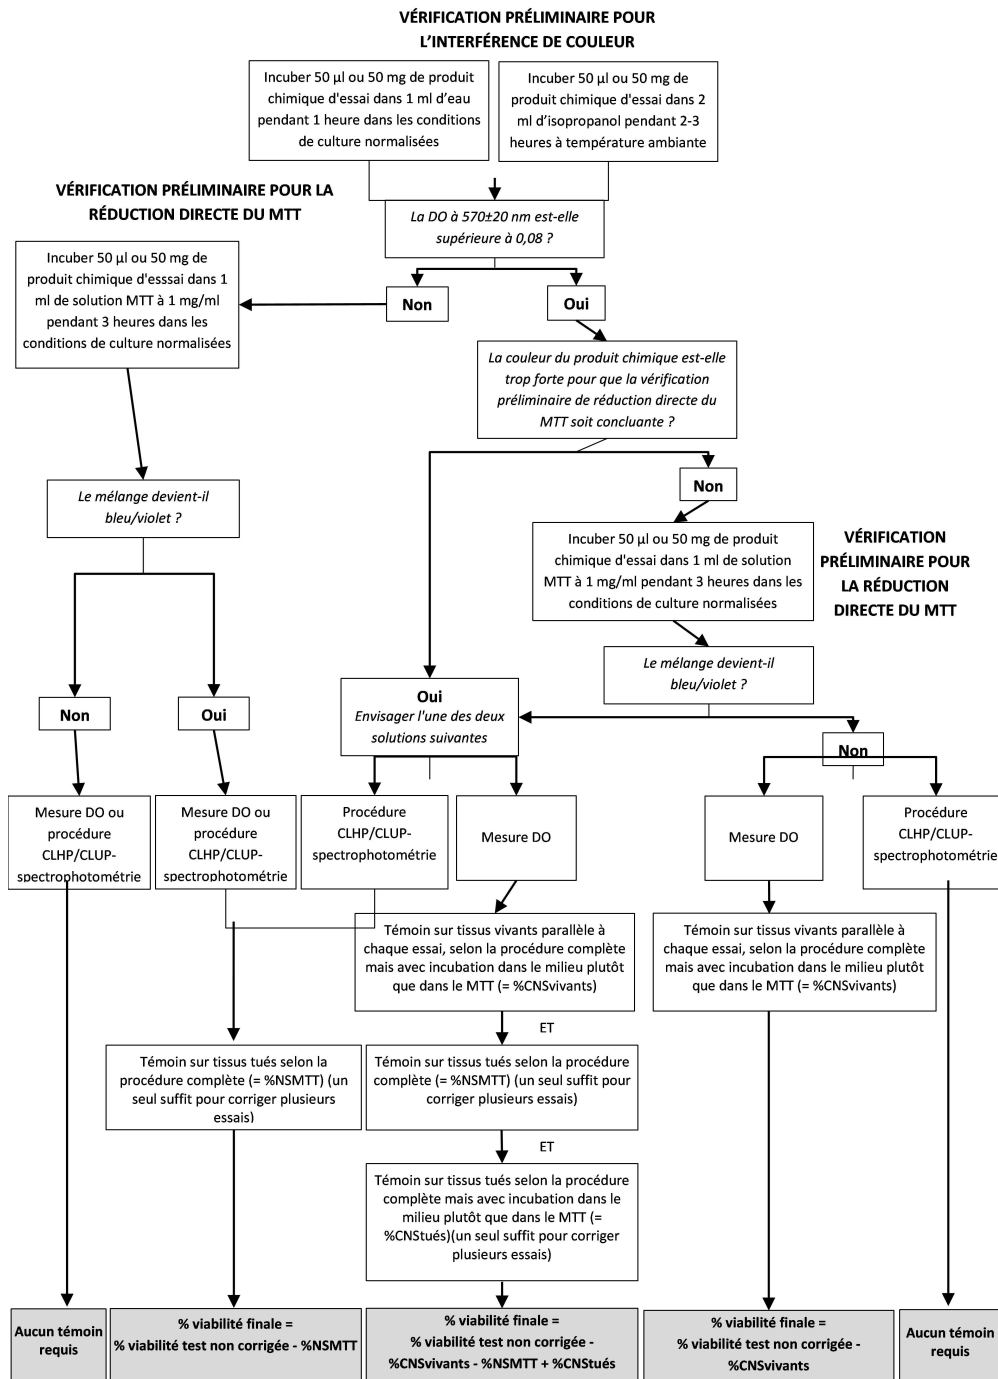 VÉRIFICATION PRÉLIMINAIRE POUR
L'INTERFÉRENCE DE COULEUR
Incuber 50 µl ou 50 mg de produit
chimique d'essai dans 1 ml d'eau
pendant 1 heure dans les conditions
de culture normalisées
Incuber 50 µl ou 50 mg de
produit chimique d'essai dans 2
ml d'isopropanol pendant 2-3
heures à température ambiante
VÉRIFICATION PRÉLIMINAIRE POUR LA
RÉDUCTION DIRECTE DU MTT
La DO à 570±20 nm est-elle
supérieure à 0,08 ?
Incuber 50 µl ou 50 mg de
produit chimique d'esssai dans 1
ml de solution MTT à 1 mg/ml
pendant 3 heures dans les
conditions de culture normalisées
Non
Oui
La couleur du produit chimique est-elle
trop forte pour que la vérification
préliminaire de réduction directe du
MTT soit concluante ?
Non
Le mélange devient-il
bleu/violet ?
Incuber 50 µl ou 50 mg de produit
chimique d'essai dans 1 ml de solution
MTT à 1 mg/ml pendant 3 heures dans les
conditions de culture normalisées
VÉRIFICATION
PRÉLIMINAIRE POUR
LA RÉDUCTION
DIRECTE DU MTT
Le mélange devient-il
bleu/violet ?
Non
Oui
Oui
Envisager l'une des deux
solutions suivantes
Non
Mesure DO ou
procédure
CLHP/CLUP-
spectrophotométrie
Mesure DO ou
procédure
CLHP/CLUP-
spectrophotométrie
Procédure
CLHP/CLUP-
spectrophotométrie
Mesure DO
Mesure DO
Procédure
CLHP/CLUP-
spectrophotométrie
Témoin sur tissus vivants parallèle à
chaque essai, selon la procédure complète
mais avec incubation dans le milieu plutôt
que dans le MTT (= %CNSvivants)
Témoin sur tissus vivants parallèle à
chaque essai, selon la procédure complète
mais avec incubation dans le milieu plutôt
que dans le MTT (= %CNSvivants)
ET
Témoin sur tissus tués selon la
procédure complète (= %NSMTT) (un
seul suffit pour corriger plusieurs
essais)
Témoin sur tissus tués selon la procédure
complète (= %NSMTT) (un seul suffit pour
corriger plusieurs essais)
ET
Témoin sur tissus tués selon la procédure
complète mais avec incubation dans le
milieu plutôt que dans le MTT (=
%CNStués)(un seul suffit pour corriger
plusieurs essais)
Aucun témoin
requis
% viabilité finale =
% viabilité test non corrigée - %NSMTT
% viabilité finale =
% viabilité test non corrigée -
%CNSvivants - %NSMTT + %CNStués
% viabilité finale =
% viabilité test non corrigée -
%CNSvivants
Aucun témoin
requis